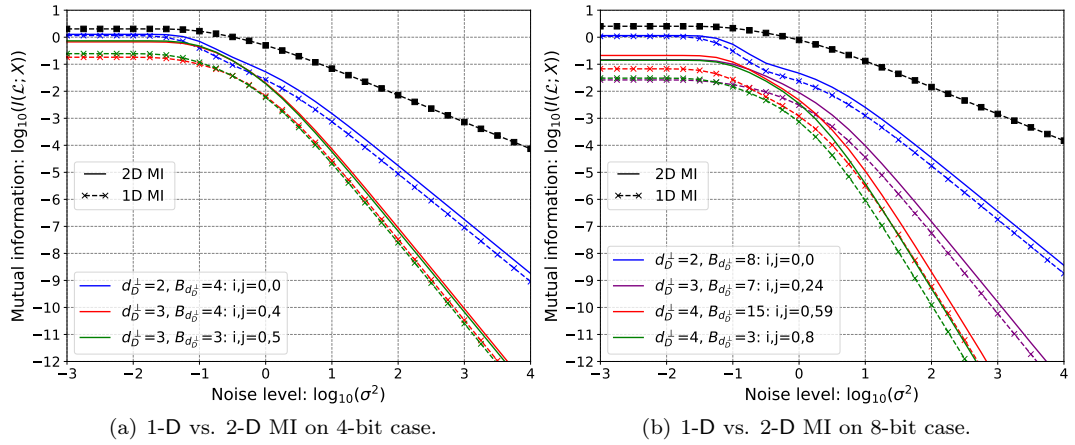 Mutual information: log₁₀(I(𝓛; X))
1
0
−1
−2
−3
−4
−5
−6
−7
−8
−9
−10
−11
−12
2D MI
1D MI
d_D^⊥=2, B_{d_D^⊥}=4: i,j=0,0
d_D^⊥=3, B_{d_D^⊥}=4: i,j=0,4
d_D^⊥=3, B_{d_D^⊥}=3: i,j=0,5
−3 −2 −1 0 1 2 3 4
Noise level: log₁₀(σ²)
(a) 1-D vs. 2-D MI on 4-bit case.
Mutual information: log₁₀(I(𝓛; X))
1
0
−1
−2
−3
−4
−5
−6
−7
−8
−9
−10
−11
−12
2D MI
1D MI
d_D^⊥=2, B_{d_D^⊥}=8: i,j=0,0
d_D^⊥=3, B_{d_D^⊥}=7: i,j=0,24
d_D^⊥=4, B_{d_D^⊥}=15: i,j=0,59
d_D^⊥=4, B_{d_D^⊥}=3: i,j=0,8
−3 −2 −1 0 1 2 3 4
Noise level: log₁₀(σ²)
(b) 1-D vs. 2-D MI on 8-bit case.